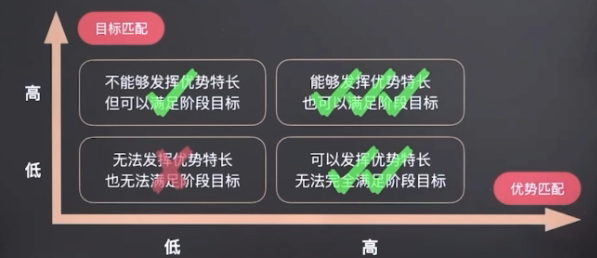 目标匹配
高
不能够发挥优势特长
但可以满足阶段目标
能够发挥优势特长
也可以满足阶段目标
低
无法发挥优势特长
也无法满足阶段目标
可以发挥优势特长
无法完全满足阶段目标
优势匹配
低
高